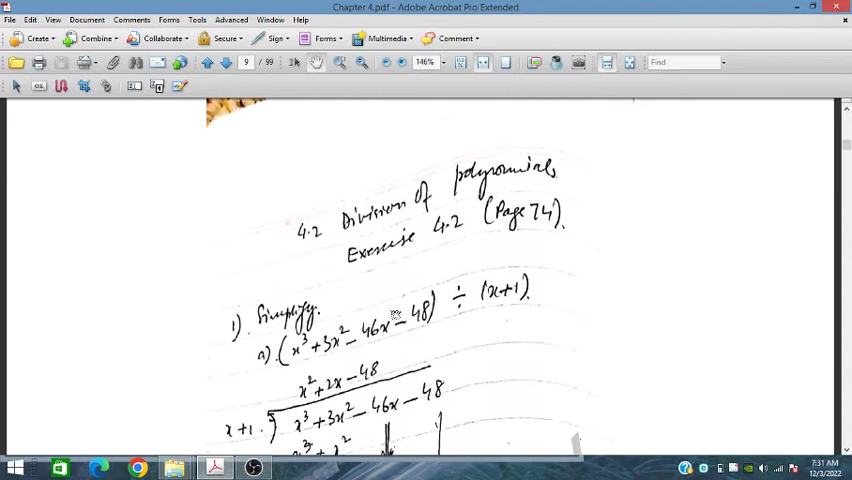 Chapter 4.pdf - Adobe Acrobat Pro Extended
File Edit View Document Comments Forms Tools Advanced Window Help
Create Combine Collaborate Secure Sign Forms Multimedia Comment
9 / 99 146% Find
4.2 Division of polynomials
Exercise 4.2 (Page 74).
1). Simplify.
a). (x³ + 3x² - 46x - 48) ÷ (x+1).
x² + 2x - 48
x+1. ) x³ + 3x² - 46x - 48
x³ + x²
7:31 AM
12/3/2022